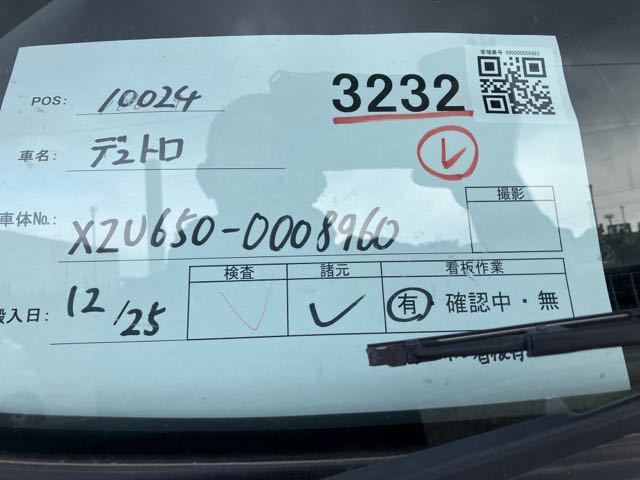 管理番号 990000656693
POS: 10024
3232
車名: デュトロ
車体No.: XZU650-0008960
撮影
検査 諸元 看板作業
搬入日: 12/25
有 確認中・無